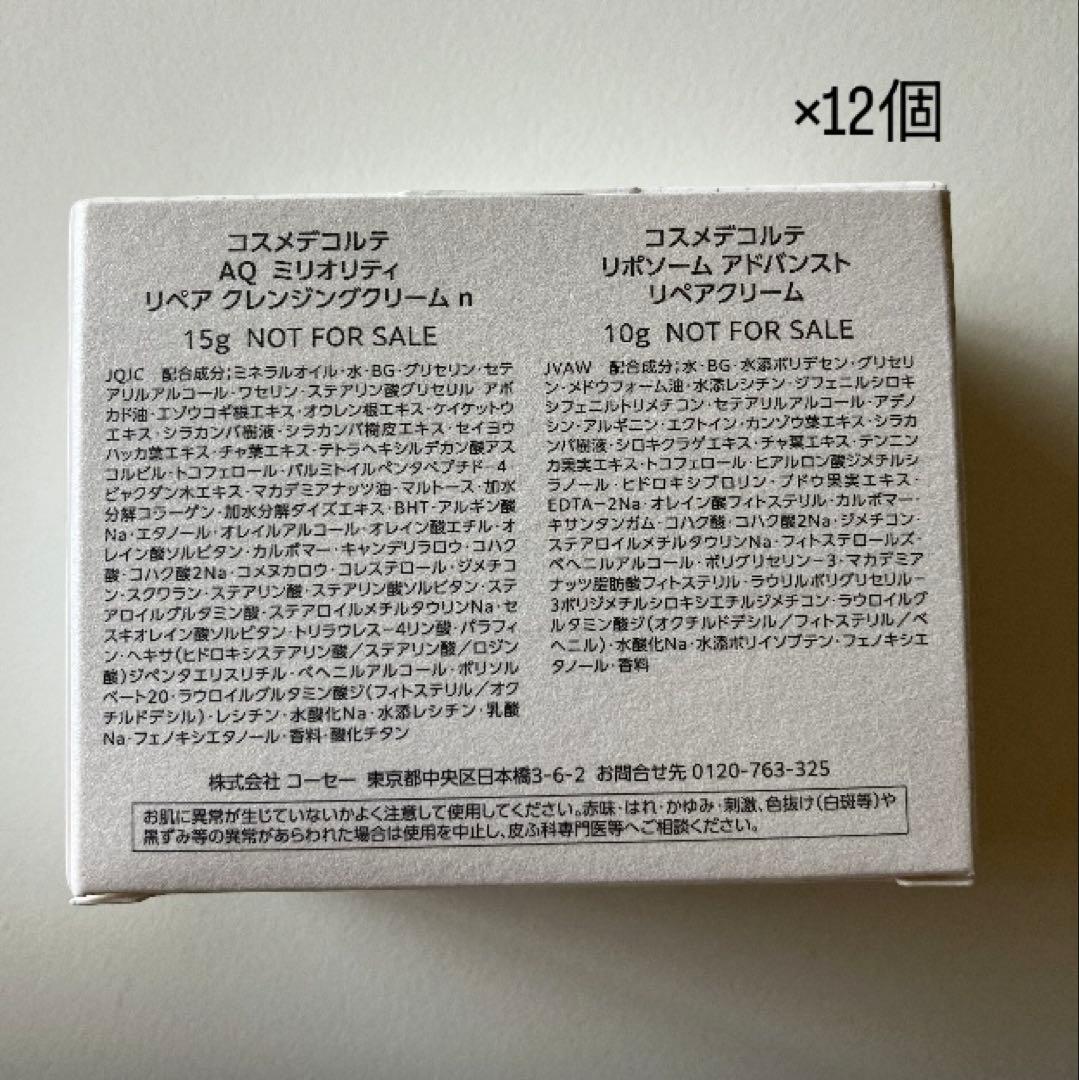 ×12個
コスメデコルテ
AQ ミリオリティ
リペア クレンジングクリーム n
15g NOT FOR SALE
JQJC 配合成分;ミネラルオイル・水・BG・グリセリン・セテ
アリルアルコール・ワセリン・ステアリン酸グリセリル・アボ
カド油・エゾウコギ根エキス・オウレン根エキス・ケイケットウ
エキス・シラカンバ樹液・シラカンバ樹皮エキス・セイヨウ
ハッカ葉エキス・チャ葉エキス・テトラヘキシルデカン酸アス
コルビル・トコフェロール・パルミトイルペンタペプチド-4・
ビャクダン木エキス・マカデミアナッツ油・マルトース・加水
分解コラーゲン・加水分解ダイズエキス・BHT・アルギン酸
Na・エタノール・オレイルアルコール・オレイン酸エチル・オ
レイン酸ソルビタン・カルボマー・キャンデリラロウ・コハク
酸・コハク酸2Na・コメヌカロウ・コレステロール・ジメチコ
ン・スクワラン・ステアリン酸・ステアリン酸ソルビタン・ステ
アロイルグルタミン酸・ステアロイルメチルタウリンNa・セ
スキオレイン酸ソルビタン・トリラウレス-4リン酸・パラフィ
ン・ヘキサ(ヒドロキシステアリン酸/ステアリン酸/ロジン
酸)ジペンタエリスリチル・ベヘニルアルコール・ポリソル
ベート20・ラウロイルグルタミン酸ジ(フィトステリル/オク
チルドデシル)・レシチン・水酸化Na・水添レシチン・乳酸
Na・フェノキシエタノール・香料・酸化チタン
コスメデコルテ
リポソーム アドバンスト
リペアクリーム
10g NOT FOR SALE
JVAW 配合成分;水・BG・水添ポリデセン・グリセリ
ン・メドウフォーム油・水添レシチン・ジフェニルシロキ
シフェニルトリメチコン・セテアリルアルコール・アデノ
シン・アルギニン・エクトイン・カンゾウ葉エキス・シラカ
ンバ樹液・シロキクラゲエキス・チャ葉エキス・テンニン
カ果実エキス・トコフェロール・ヒアルロン酸ジメチルシ
ラノール・ヒドロキシプロリン・ブドウ果実エキス・
EDTA-2Na・オレイン酸フィトステリル・カルボマー・
キサンタンガム・コハク酸・コハク酸2Na・ジメチコン・
ステアロイルメチルタウリンNa・フィトステロールズ・
ベヘニルアルコール・ポリグリセリン-3・マカデミア
ナッツ脂肪酸フィトステリル・ラウリルポリグリセリル-
3ポリジメチルシロキシエチルジメチコン・ラウロイルグ
ルタミン酸ジ(オクチルドデシル/フィトステリル/ベ
ヘニル)・水酸化Na・水添ポリイソブテン・フェノキシエ
タノール・香料
株式会社 コーセー 東京都中央区日本橋3-6-2 お問合せ先 0120-763-325
お肌に異常が生じていないかよく注意して使用してください。赤味・はれ・かゆみ・刺激、色抜け(白斑等)や
黒ずみ等の異常があらわれた場合は使用を中止し、皮ふ科専門医等へご相談ください。